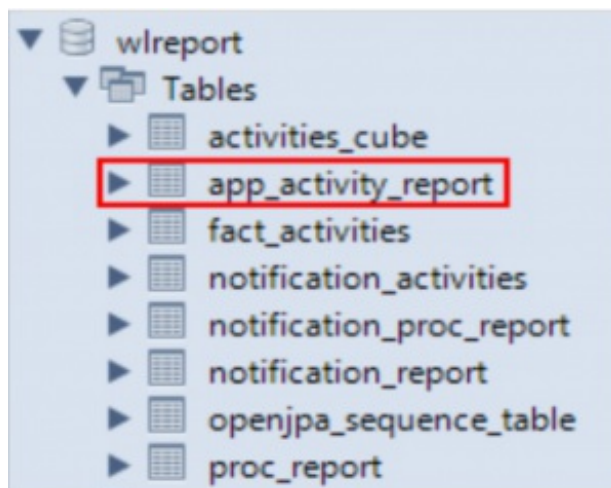 wlreport
Tables
activities_cube
app_activity_report
fact_activities
notification_activities
notification_proc_report
notification_report
openjpa_sequence_table
proc_report